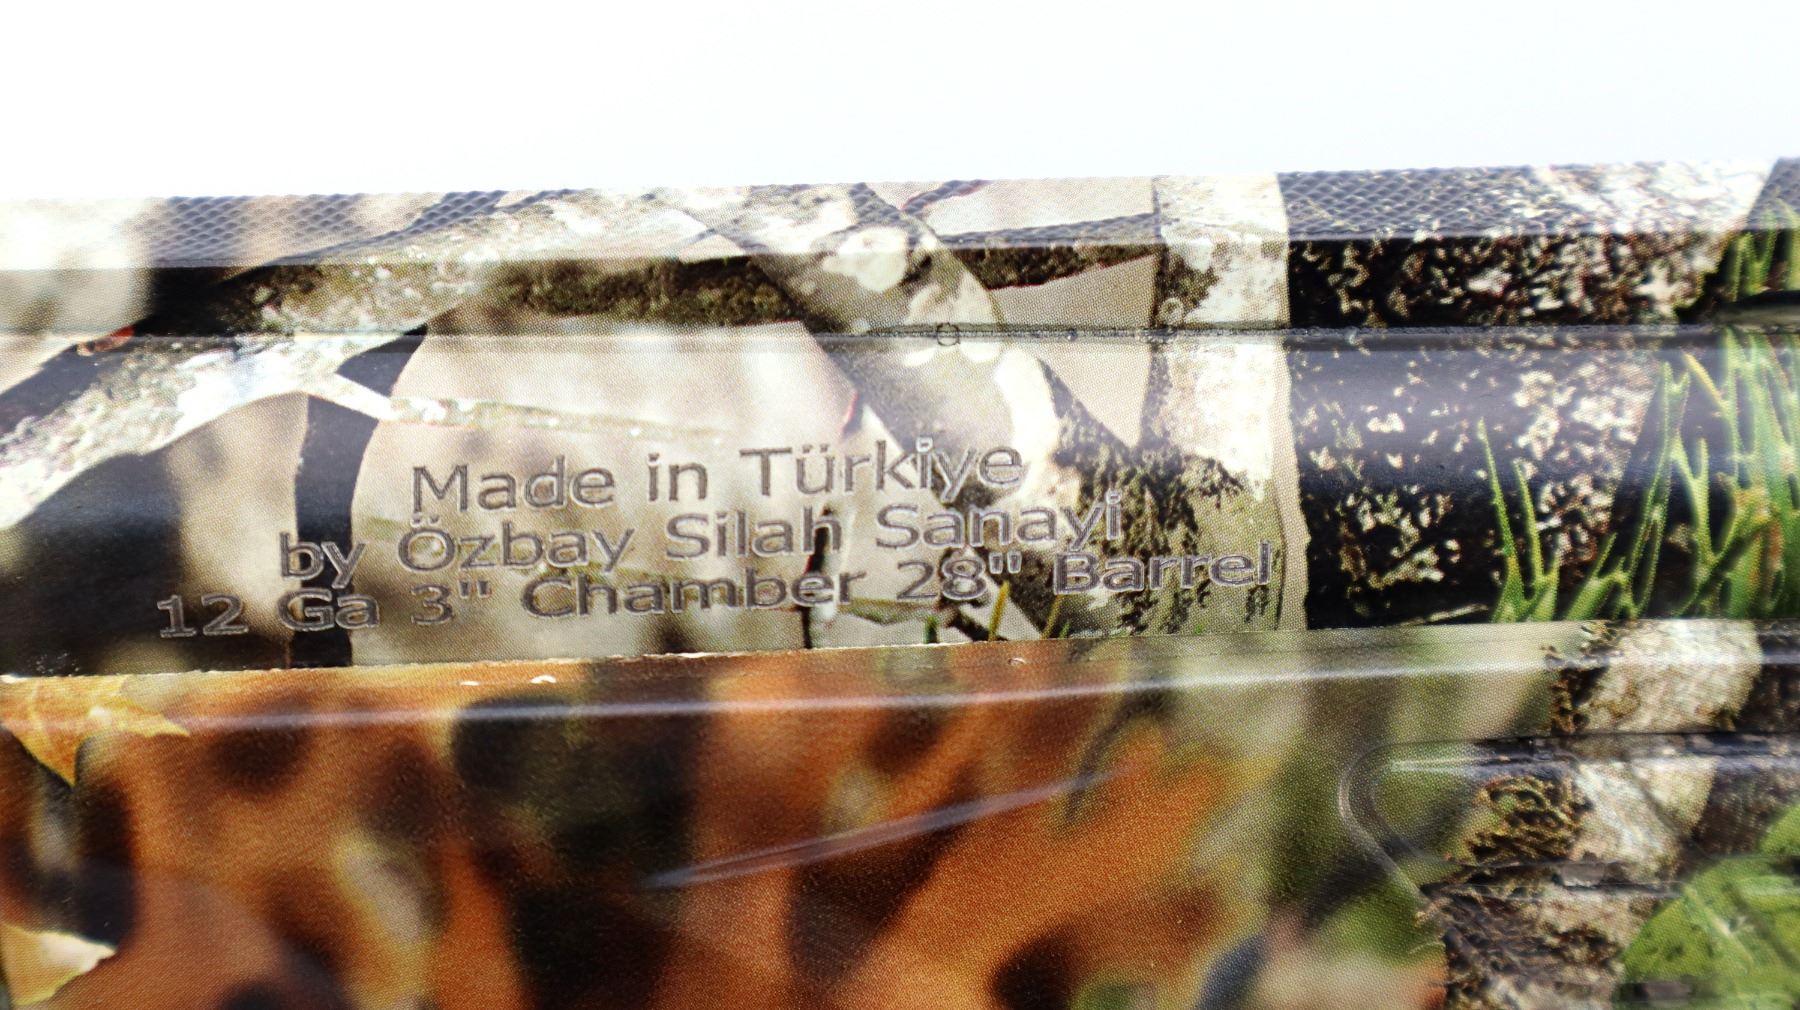 Made in Türkiye
by Özbay Silah Sanayi
12 Ga 3" Chamber 28" Barrel